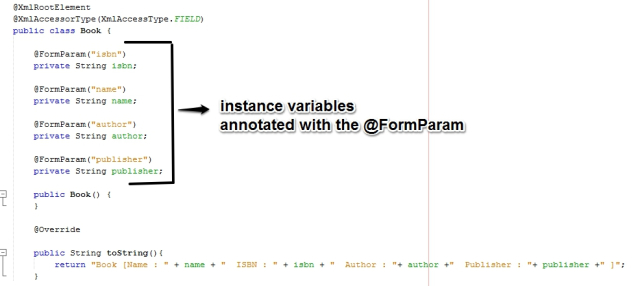 @XmlRootElement
@XmlAccessorType(XmlAccessType.FIELD)
public class Book {
@FormParam("isbn")
private String isbn;
@FormParam("name")
private String name;
@FormParam("author")
private String author;
@FormParam("publisher")
private String publisher;
instance variables
annotated with the @FormParam
public Book() {
}
@Override
public String toString(){
return "Book [Name : " + name + "  ISBN : " + isbn + "  Author : "+ author +"  Publisher : "+ publisher +" ]";
}